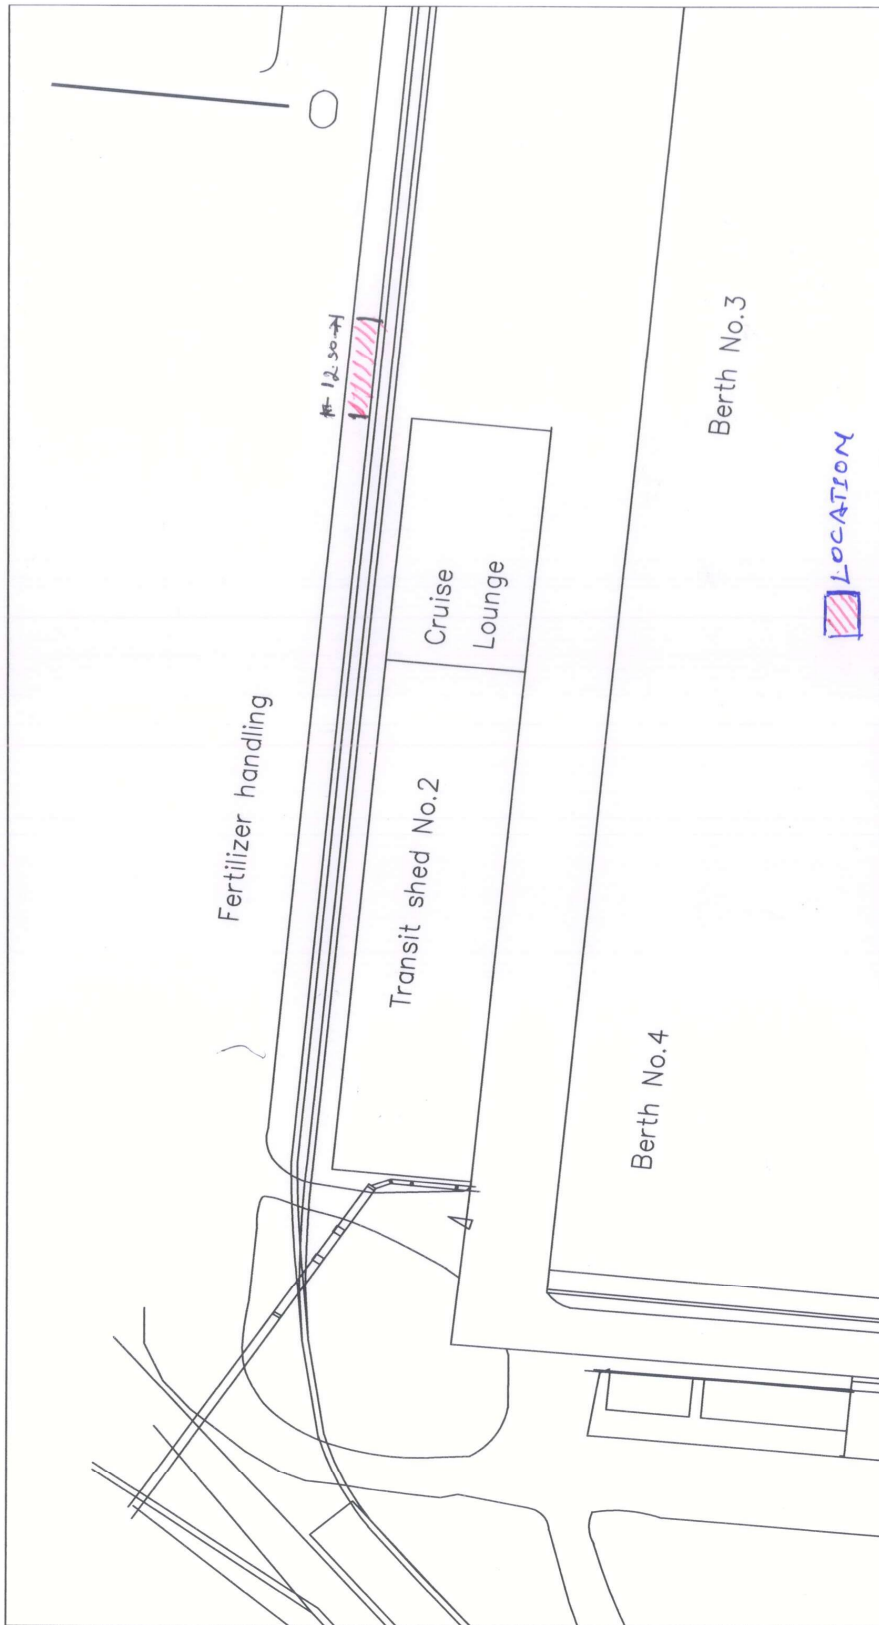 12.50
Fertilizer handling
Transit shed No.2
Cruise
Lounge
Berth No.3
Berth No.4
LOCATION